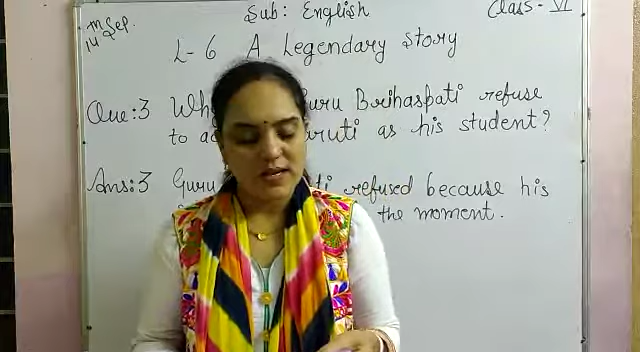 Sub: English
Class - VI
14 Sep.
L-6 A Legendary Story
Que:3 Guru Brihaspati refuse
to as his student?
Ans:3 Guru refused because his
the moment.